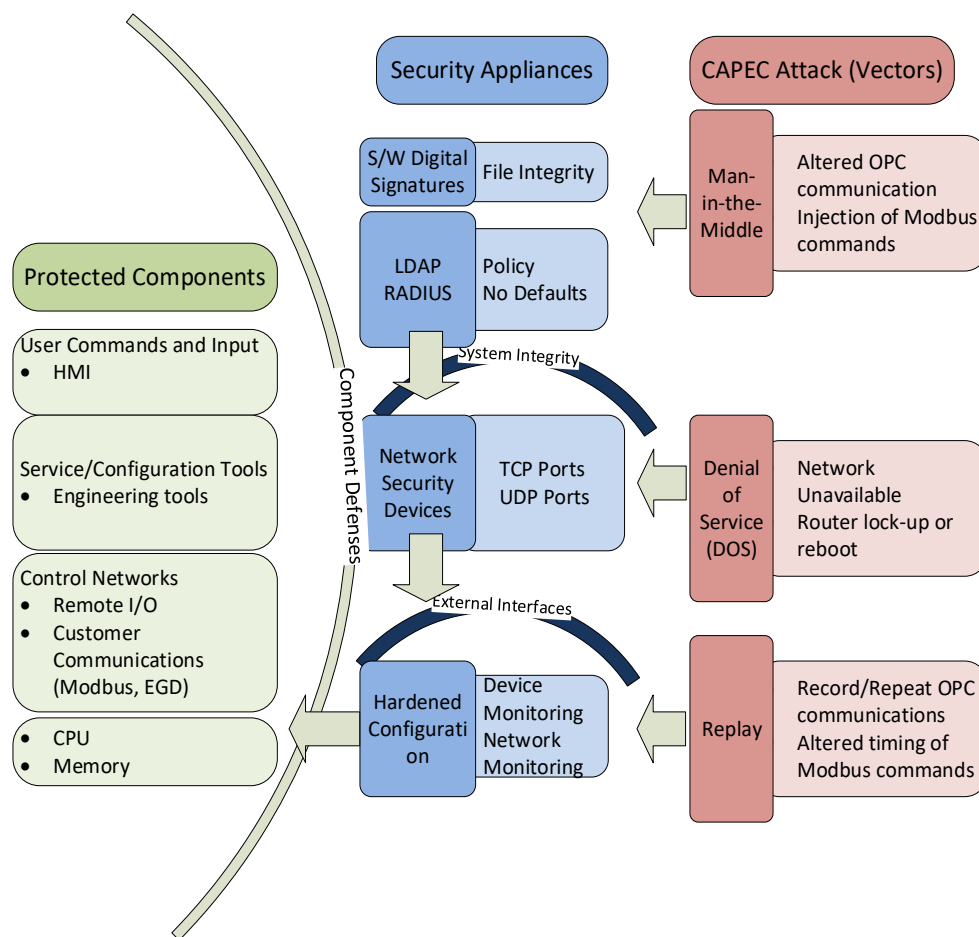 Security Appliances
CAPEC Attack (Vectors)
Protected Components
User Commands and Input
• HMI
Service/Configuration Tools
• Engineering tools
Control Networks
• Remote I/O
• Customer
Communications
(Modbus, EGD)
• CPU
• Memory
Component Defenses
S/W Digital
Signatures
File Integrity
LDAP
RADIUS
Policy
No Defaults
System Integrity
Network
Security
Devices
TCP Ports
UDP Ports
External Interfaces
Hardened
Configurati
on
Device
Monitoring
Network
Monitoring
Man-
in-the-
Middle
Altered OPC
communication
Injection of Modbus
commands
Denial
of
Service
(DOS)
Network
Unavailable
Router lock-up or
reboot
Replay
Record/Repeat OPC
communications
Altered timing of
Modbus commands